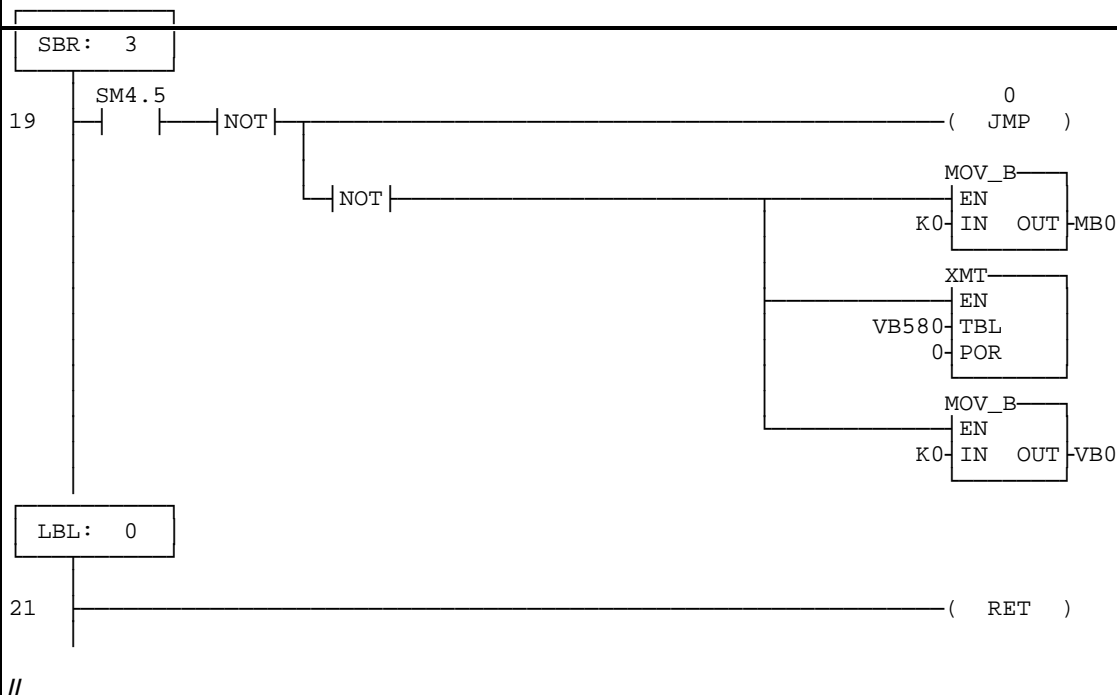 SBR: 3
SM4.5 0
19 NOT ( JMP )
MOV_B
NOT EN
K0 IN OUT MB0
XMT
EN
VB580 TBL
0 POR
MOV_B
EN
K0 IN OUT VB0
LBL: 0
21 ( RET )
//